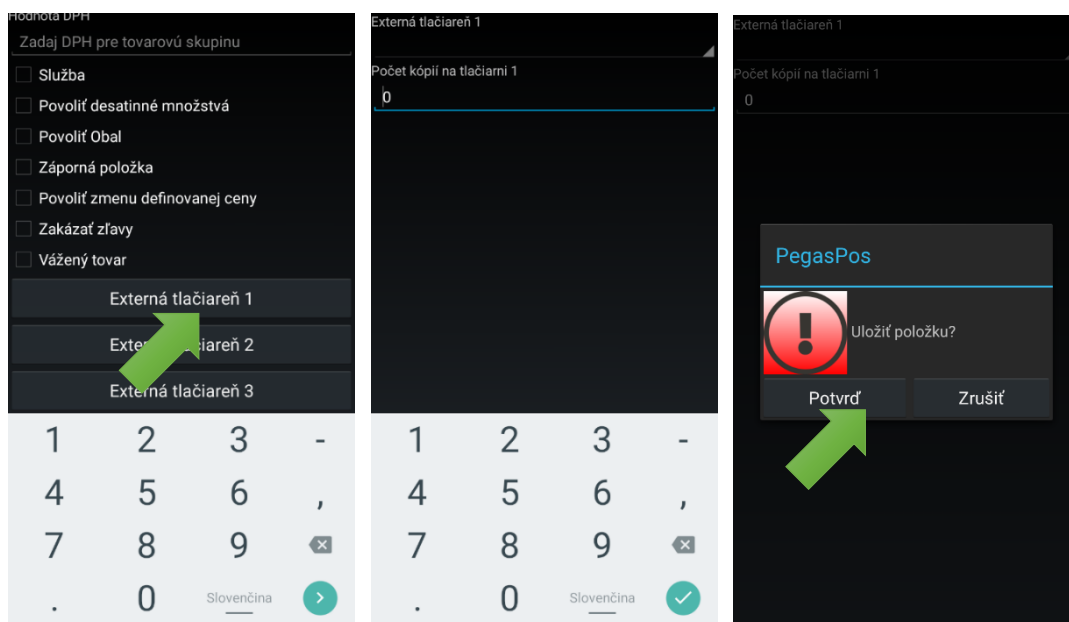 Hodnota DPH
Zadaj DPH pre tovarovú skupinu
Služba
Povoliť desatinné množstvá
Povoliť Obal
Záporná položka
Povoliť zmenu definovanej ceny
Zakázať zľavy
Vážený tovar
Externá tlačiareň 1
Externá tlačiareň 2
Externá tlačiareň 3
1 2 3 -
4 5 6 ,
7 8 9
. 0 Slovenčina
Externá tlačiareň 1
Počet kópií na tlačiarni 1
0
1 2 3 -
4 5 6 ,
7 8 9
. 0 Slovenčina
Externá tlačiareň 1
Počet kópií na tlačiarni 1
0
PegasPos
Uložiť položku?
Potvrď Zrušiť